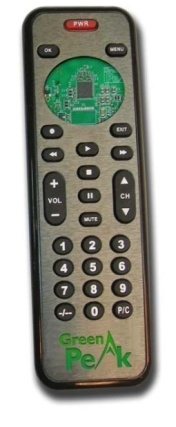 PWR
OK MENU
EXIT
+
VOL CH
−
MUTE
1 2 3
4 5 6
7 8 9
-/-- 0 P/C
Green
Peak